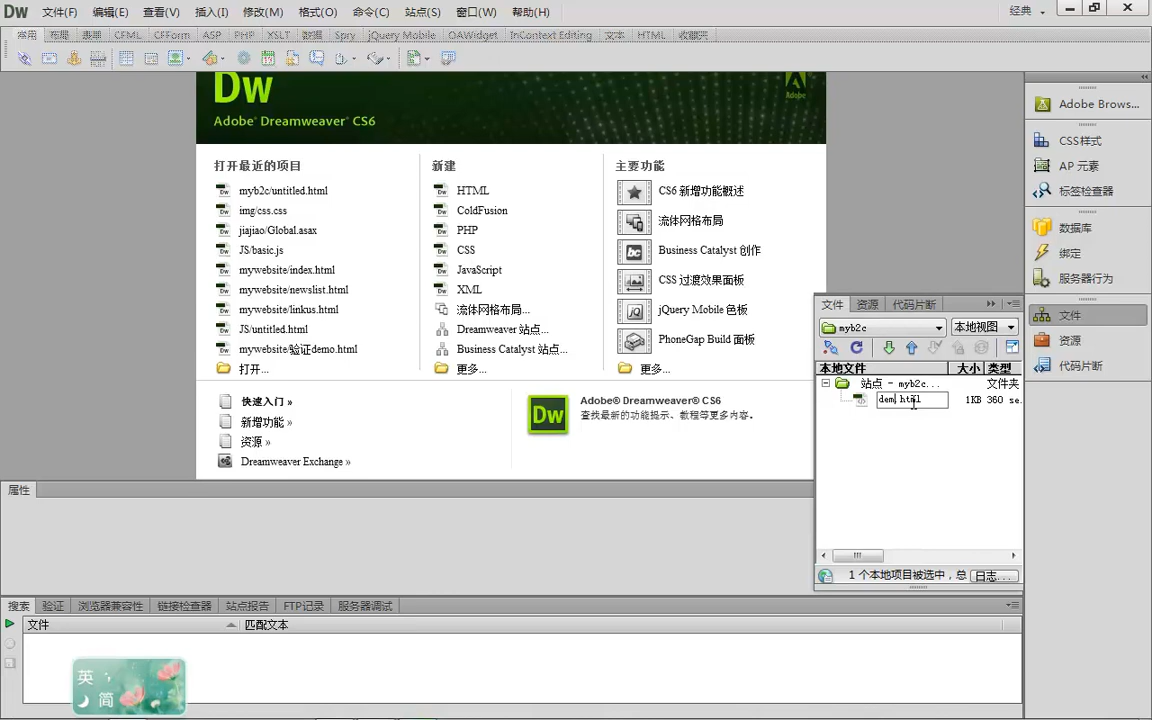 Dw 文件(F) 编辑(E) 查看(V) 插入(I) 修改(M) 格式(O) 命令(C) 站点(S) 窗口(W) 帮助(H) 经典
常用 布局 表单 CFML CFForm ASP PHP XSLT 数据 Spry jQuery Mobile OAWidget InContext Editing 文本 HTML 收藏夹
Dw
Adobe
Adobe® Dreamweaver® CS6
打开最近的项目
myb2c/untitled.html
img/css.css
jiajiao/Global.asax
JS/basic.js
mywebsite/index.html
mywebsite/newslist.html
mywebsite/linkus.html
JS/untitled.html
mywebsite/验证demo.html
打开...
新建
HTML
ColdFusion
PHP
CSS
JavaScript
XML
流体网格布局...
Dreamweaver 站点...
Business Catalyst 站点...
更多...
主要功能
CS6 新增功能概述
流体网格布局
Business Catalyst 创作
CSS 过渡效果面板
jQuery Mobile 色板
PhoneGap Build 面板
更多...
快速入门 »
新增功能 »
资源 »
Dreamweaver Exchange »
Dw
Adobe® Dreamweaver® CS6
查找最新的功能提示、教程等更多内容。
Adobe Brows...
CSS样式
AP 元素
标签检查器
数据库
绑定
服务器行为
文件
资源
代码片断
文件 资源 代码片断
myb2c 本地视图
本地文件 大小 类型
站点 - myb2c... 文件夹
dem.html 1KB 360 se.
1 个本地项目被选中，总 日志...
属性
搜索 验证 浏览器兼容性 链接检查器 站点报告 FTP记录 服务器调试
文件 匹配文本
英 ·,
简